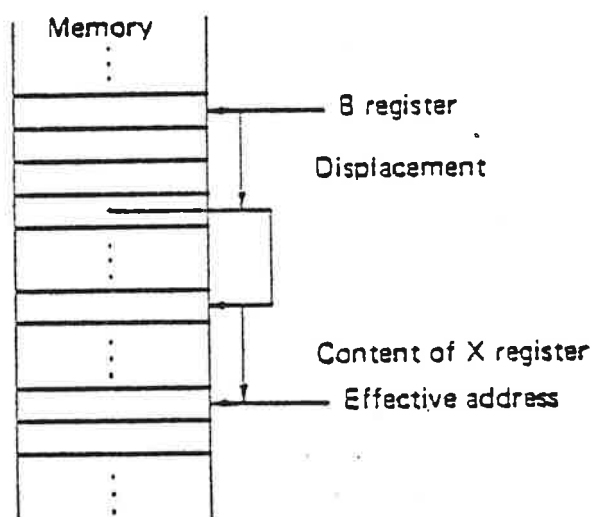 Memory
B register
Displacement
Content of X register
Effective address